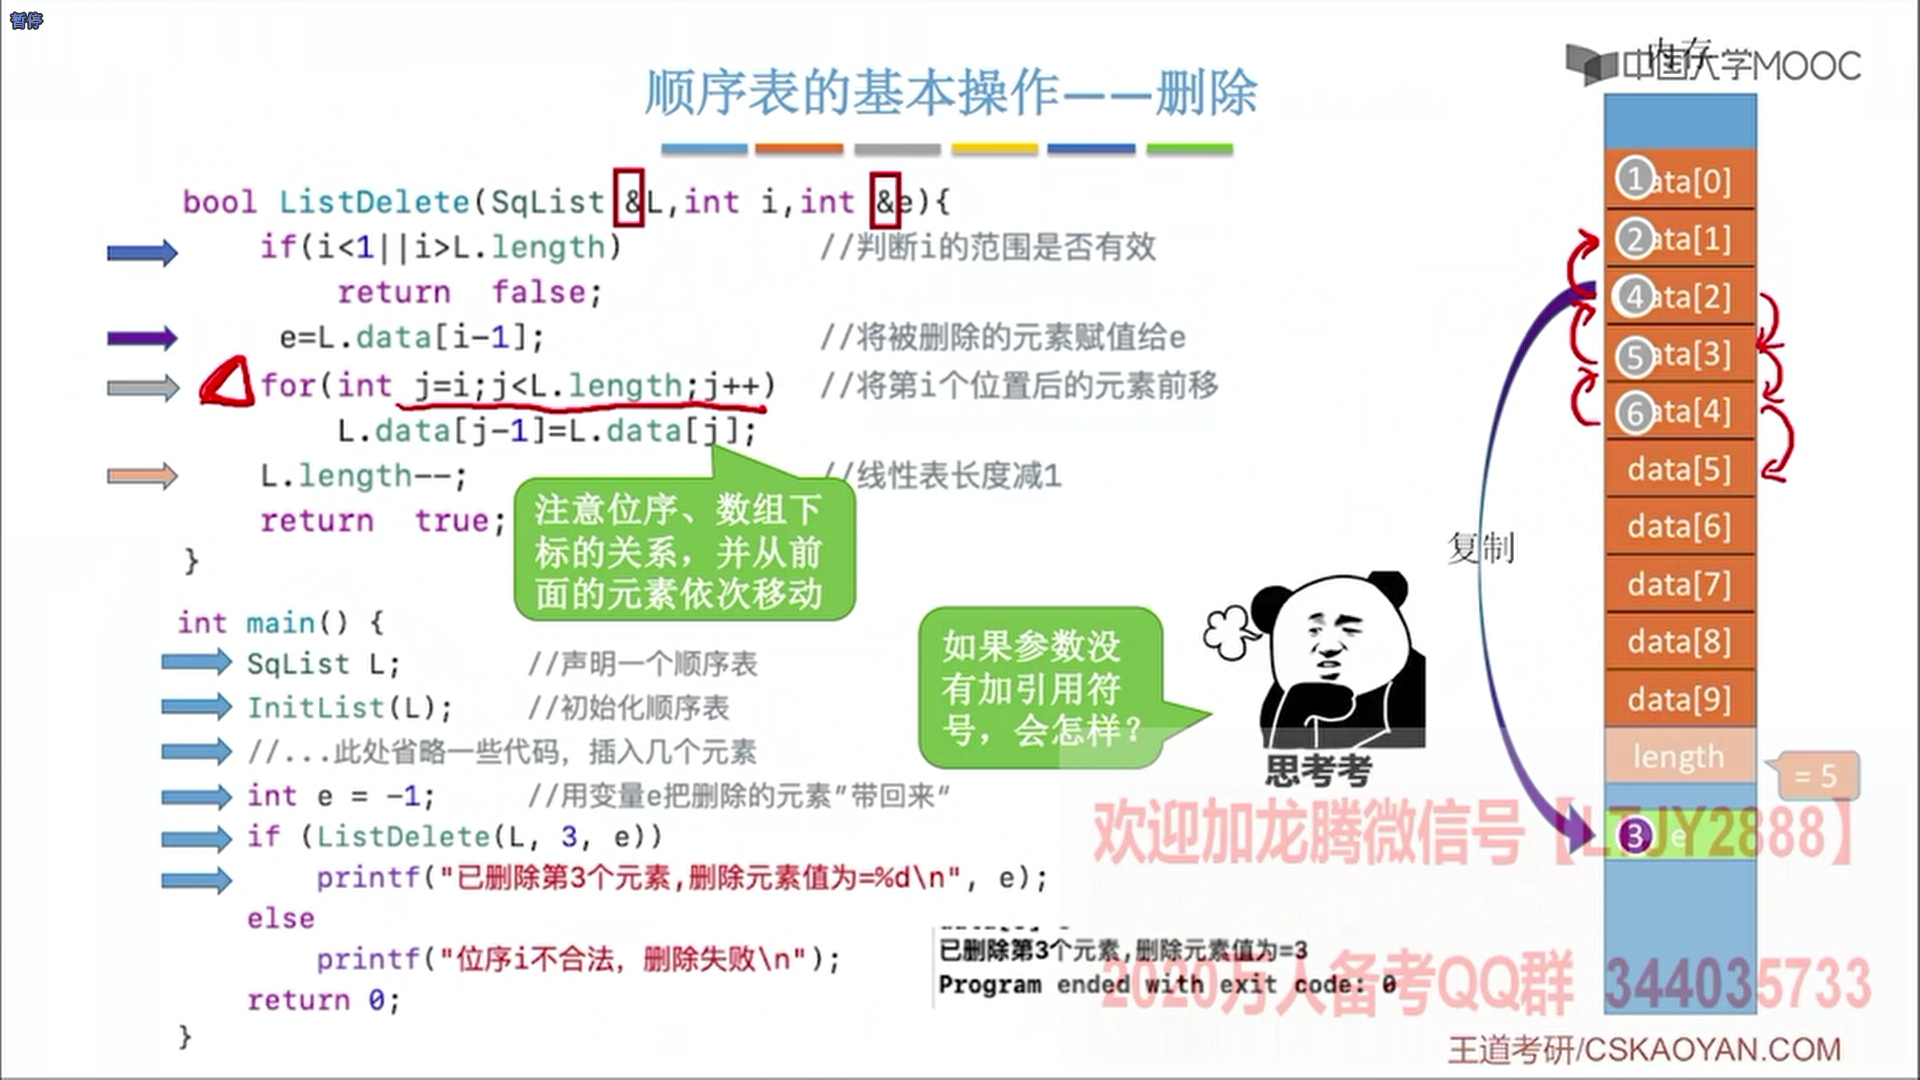 暂停
内存
中国大学MOOC
顺序表的基本操作——删除
bool ListDelete(SqList &L,int i,int &e){
if(i<1||i>L.length) //判断i的范围是否有效
return false;
e=L.data[i-1]; //将被删除的元素赋值给e
for(int j=i;j<L.length;j++) //将第i个位置后的元素前移
L.data[j-1]=L.data[j];
L.length--; //线性表长度减1
return true;
}
注意位序、数组下
标的关系，并从前
面的元素依次移动
int main() {
SqList L; //声明一个顺序表
InitList(L); //初始化顺序表
//...此处省略一些代码，插入几个元素
int e = -1; //用变量e把删除的元素"带回来"
if (ListDelete(L, 3, e))
printf("已删除第3个元素,删除元素值为=%d\n", e);
else
printf("位序i不合法，删除失败\n");
return 0;
}
如果参数没
有加引用符
号，会怎样？
思考考
已删除第3个元素,删除元素值为=3
Program ended with exit code: 0
复制
1 ata[0]
2 ata[1]
4 ata[2]
5 ata[3]
6 ata[4]
data[5]
data[6]
data[7]
data[8]
data[9]
length
= 5
3 e
欢迎加龙腾微信号【LTJY2888】
2020万人备考QQ群 344035733
王道考研/CSKAOYAN.COM